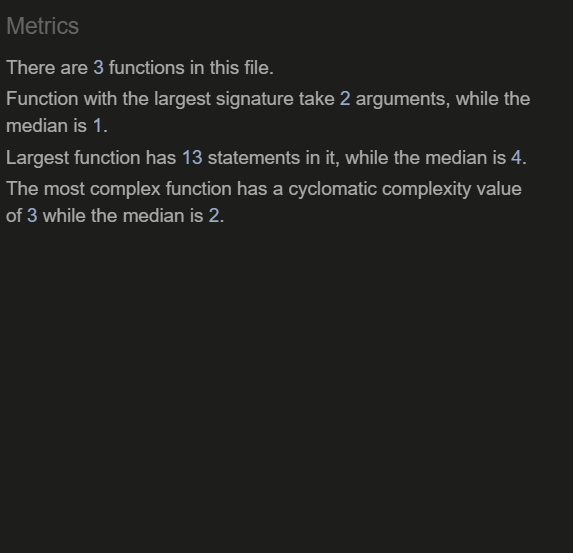 Metrics
There are 3 functions in this file.
Function with the largest signature take 2 arguments, while the
median is 1.
Largest function has 13 statements in it, while the median is 4.
The most complex function has a cyclomatic complexity value
of 3 while the median is 2.